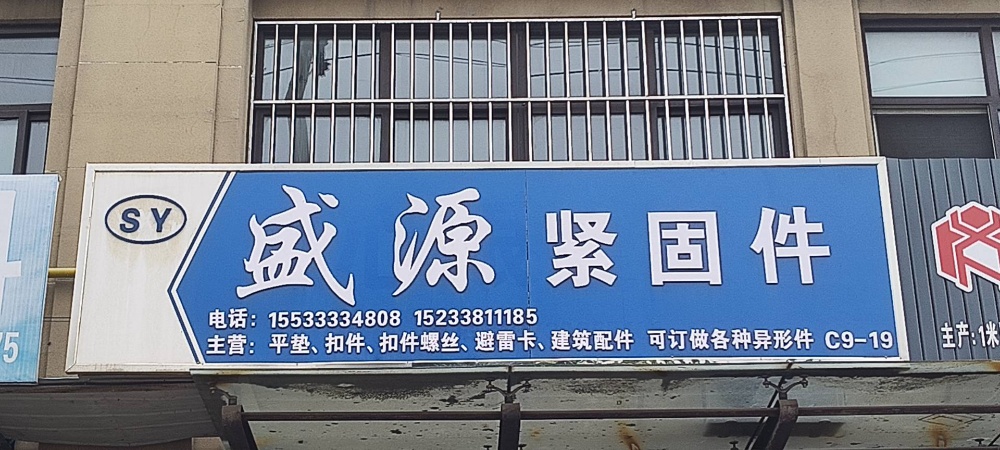 SY
盛源 紧固件
电话：15533334808 15233811185
主营：平垫、扣件、扣件螺丝、避雷卡、建筑配件 可订做各种异形件 C9-19
75
主产：1米